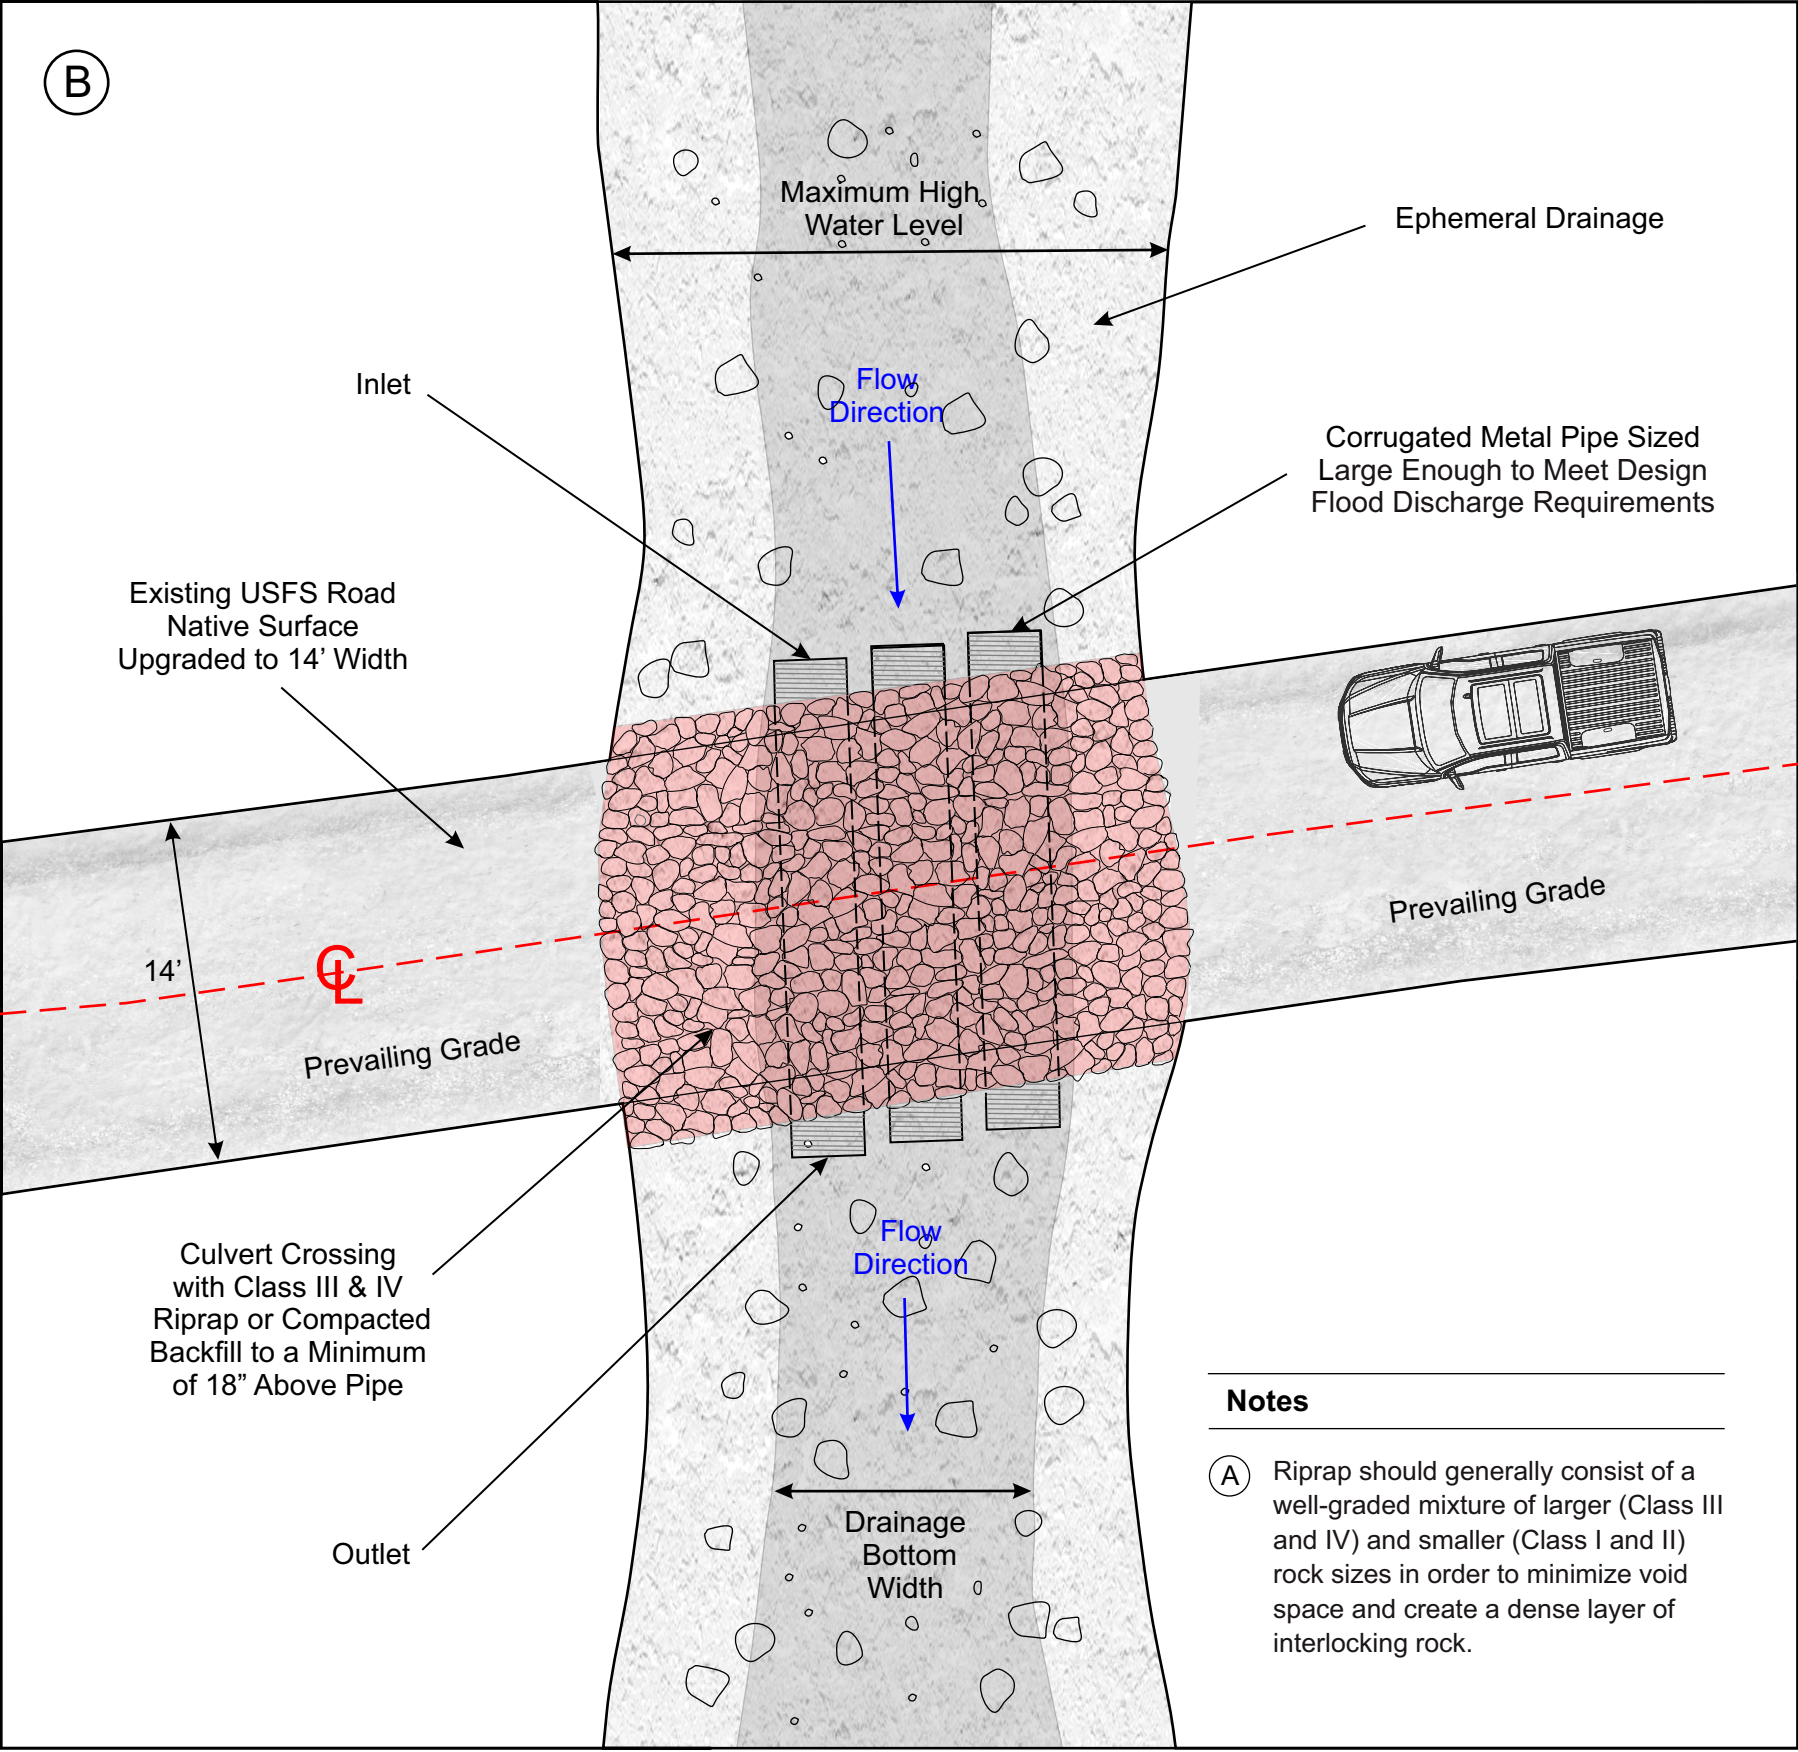 B
Maximum High
Water Level
Ephemeral Drainage
Inlet
Flow
Direction
Corrugated Metal Pipe Sized
Large Enough to Meet Design
Flood Discharge Requirements
Existing USFS Road
Native Surface
Upgraded to 14’ Width
14’
CL
Prevailing Grade
Prevailing Grade
Culvert Crossing
with Class III & IV
Riprap or Compacted
Backfill to a Minimum
of 18” Above Pipe
Flow
Direction
Outlet
Drainage
Bottom
Width
Notes
A
Riprap should generally consist of a
well-graded mixture of larger (Class III
and IV) and smaller (Class I and II)
rock sizes in order to minimize void
space and create a dense layer of
interlocking rock.